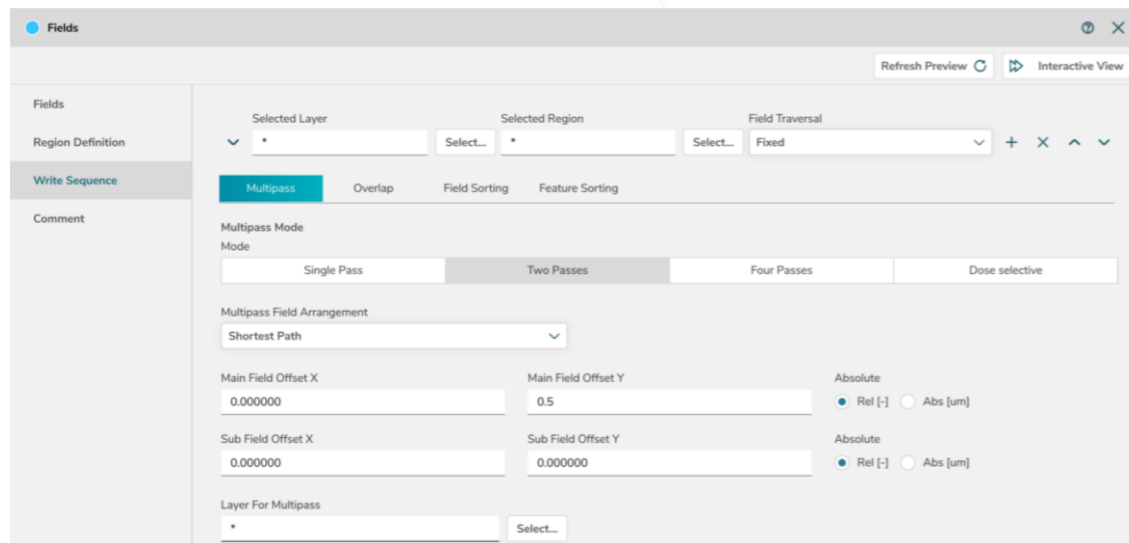 Fields
Refresh Preview Interactive View
Fields
Region Definition
Write Sequence
Comment
Selected Layer Selected Region Field Traversal
* Select... * Select... Fixed
Multipass Overlap Field Sorting Feature Sorting
Multipass Mode
Mode
Single Pass Two Passes Four Passes Dose selective
Multipass Field Arrangement
Shortest Path
Main Field Offset X Main Field Offset Y Absolute
0.000000 0.5 Rel [-] Abs [um]
Sub Field Offset X Sub Field Offset Y Absolute
0.000000 0.000000 Rel [-] Abs [um]
Layer For Multipass
* Select...